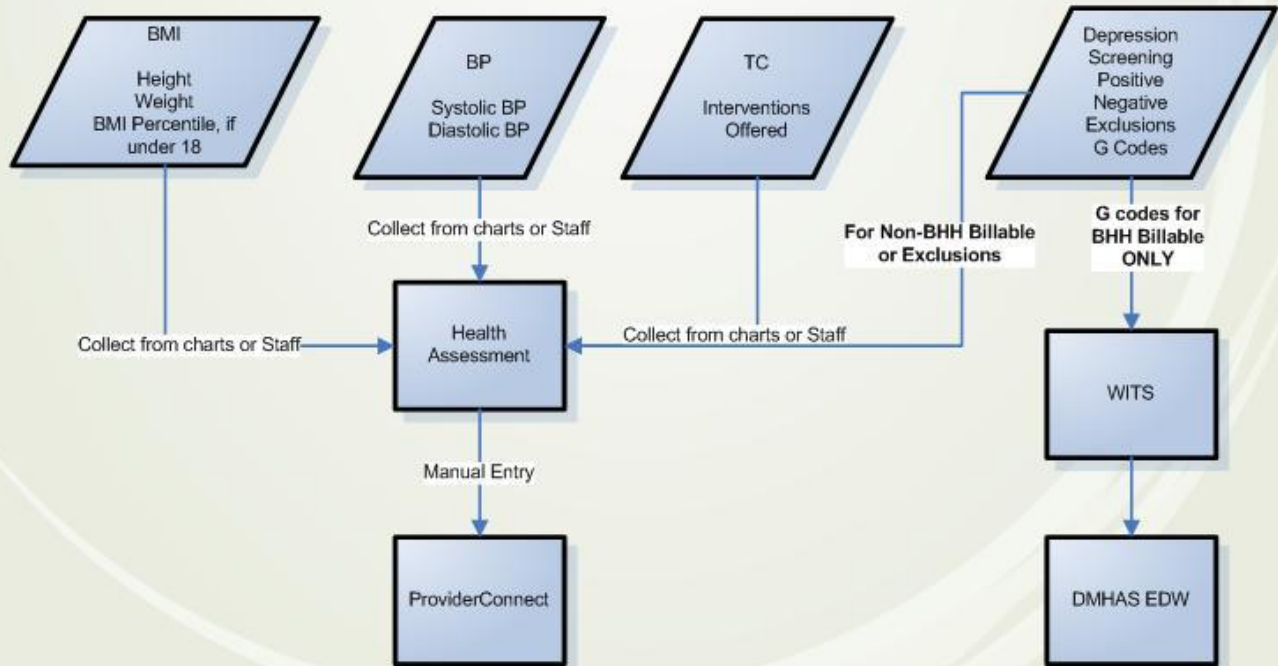 BMI
Height
Weight
BMI Percentile, if
under 18
BP
Systolic BP
Diastolic BP
TC
Interventions
Offered
Depression
Screening
Positive
Negative
Exclusions
G Codes
Collect from charts or Staff
For Non-BHH Billable
or Exclusions
G codes for
BHH Billable
ONLY
Collect from charts or Staff
Health
Assessment
Collect from charts or Staff
WITS
Manual Entry
ProviderConnect
DMHAS EDW